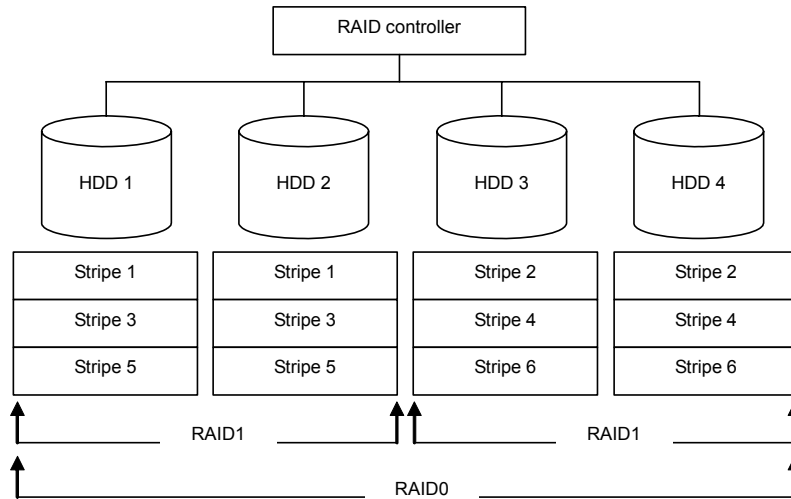 RAID controller
HDD 1 HDD 2 HDD 3 HDD 4
Stripe 1 Stripe 1 Stripe 2 Stripe 2
Stripe 3 Stripe 3 Stripe 4 Stripe 4
Stripe 5 Stripe 5 Stripe 6 Stripe 6
RAID1 RAID1
RAID0